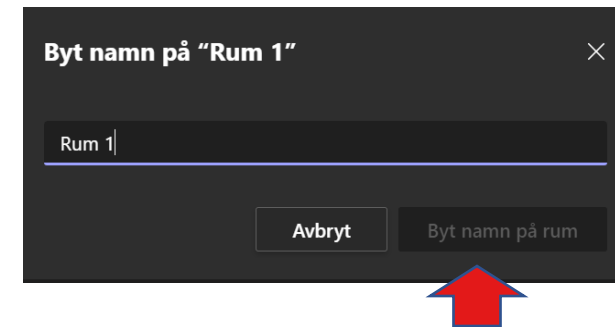 Byt namn på “Rum 1”
Rum 1
Avbryt
Byt namn på rum